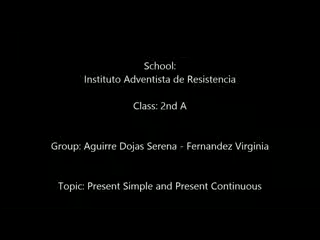 School:
Instituto Adventista de Resistencia
Class: 2nd A
Group: Aguirre Dojas Serena - Fernandez Virginia
Topic: Present Simple and Present Continuous